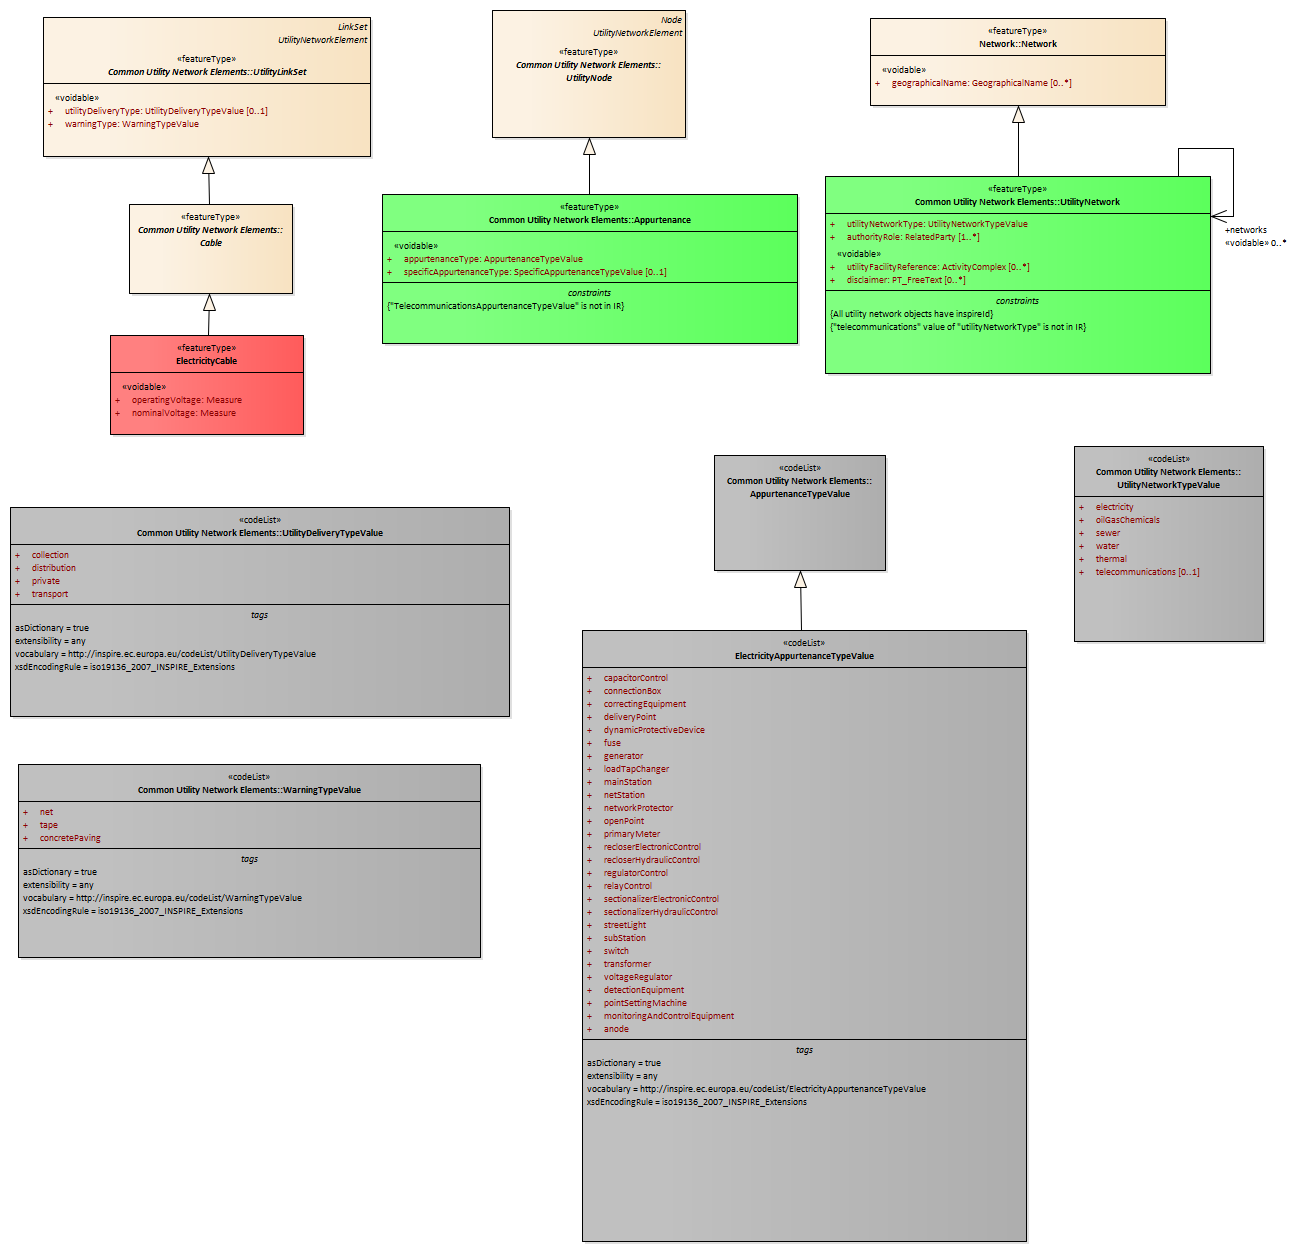 LinkSet
UtilityNetworkElement
«featureType»
Common Utility Network Elements::UtilityLinkSet
«voidable»
+ utilityDeliveryType: UtilityDeliveryTypeValue [0..1]
+ warningType: WarningTypeValue
Node
UtilityNetworkElement
«featureType»
Common Utility Network Elements::
UtilityNode
«featureType»
Network::Network
«voidable»
+ geographicalName: GeographicalName [0..*]
«featureType»
Common Utility Network Elements::
Cable
«featureType»
Common Utility Network Elements::Appurtenance
«voidable»
+ appurtenanceType: AppurtenanceTypeValue
+ specificAppurtenanceType: SpecificAppurtenanceTypeValue [0..1]
constraints
{"TelecommunicationsAppurtenanceTypeValue" is not in IR}
«featureType»
Common Utility Network Elements::UtilityNetwork
+ utilityNetworkType: UtilityNetworkTypeValue
+ authorityRole: RelatedParty [1..*]
«voidable»
+ utilityFacilityReference: ActivityComplex [0..*]
+ disclaimer: PT_FreeText [0..*]
constraints
{All utility network objects have inspireId}
{"telecommunications" value of "utilityNetworkType" is not in IR}
+networks
«voidable» 0..*
«featureType»
ElectricityCable
«voidable»
+ operatingVoltage: Measure
+ nominalVoltage: Measure
«codeList»
Common Utility Network Elements::
AppurtenanceTypeValue
«codeList»
Common Utility Network Elements::
UtilityNetworkTypeValue
+ electricity
+ oilGasChemicals
+ sewer
+ water
+ thermal
+ telecommunications [0..1]
«codeList»
Common Utility Network Elements::UtilityDeliveryTypeValue
+ collection
+ distribution
+ private
+ transport
tags
asDictionary = true
extensibility = any
vocabulary = http://inspire.ec.europa.eu/codeList/UtilityDeliveryTypeValue
xsdEncodingRule = iso19136_2007_INSPIRE_Extensions
«codeList»
Common Utility Network Elements::WarningTypeValue
+ net
+ tape
+ concretePaving
tags
asDictionary = true
extensibility = any
vocabulary = http://inspire.ec.europa.eu/codeList/WarningTypeValue
xsdEncodingRule = iso19136_2007_INSPIRE_Extensions
«codeList»
ElectricityAppurtenanceTypeValue
+ capacitorControl
+ connectionBox
+ correctingEquipment
+ deliveryPoint
+ dynamicProtectiveDevice
+ fuse
+ generator
+ loadTapChanger
+ mainStation
+ netStation
+ networkProtector
+ openPoint
+ primaryMeter
+ recloserElectronicControl
+ recloserHydraulicControl
+ regulatorControl
+ relayControl
+ sectionalizerElectronicControl
+ sectionalizerHydraulicControl
+ streetLight
+ subStation
+ switch
+ transformer
+ voltageRegulator
+ detectionEquipment
+ pointSettingMachine
+ monitoringAndControlEquipment
+ anode
tags
asDictionary = true
extensibility = any
vocabulary = http://inspire.ec.europa.eu/codeList/ElectricityAppurtenanceTypeValue
xsdEncodingRule = iso19136_2007_INSPIRE_Extensions